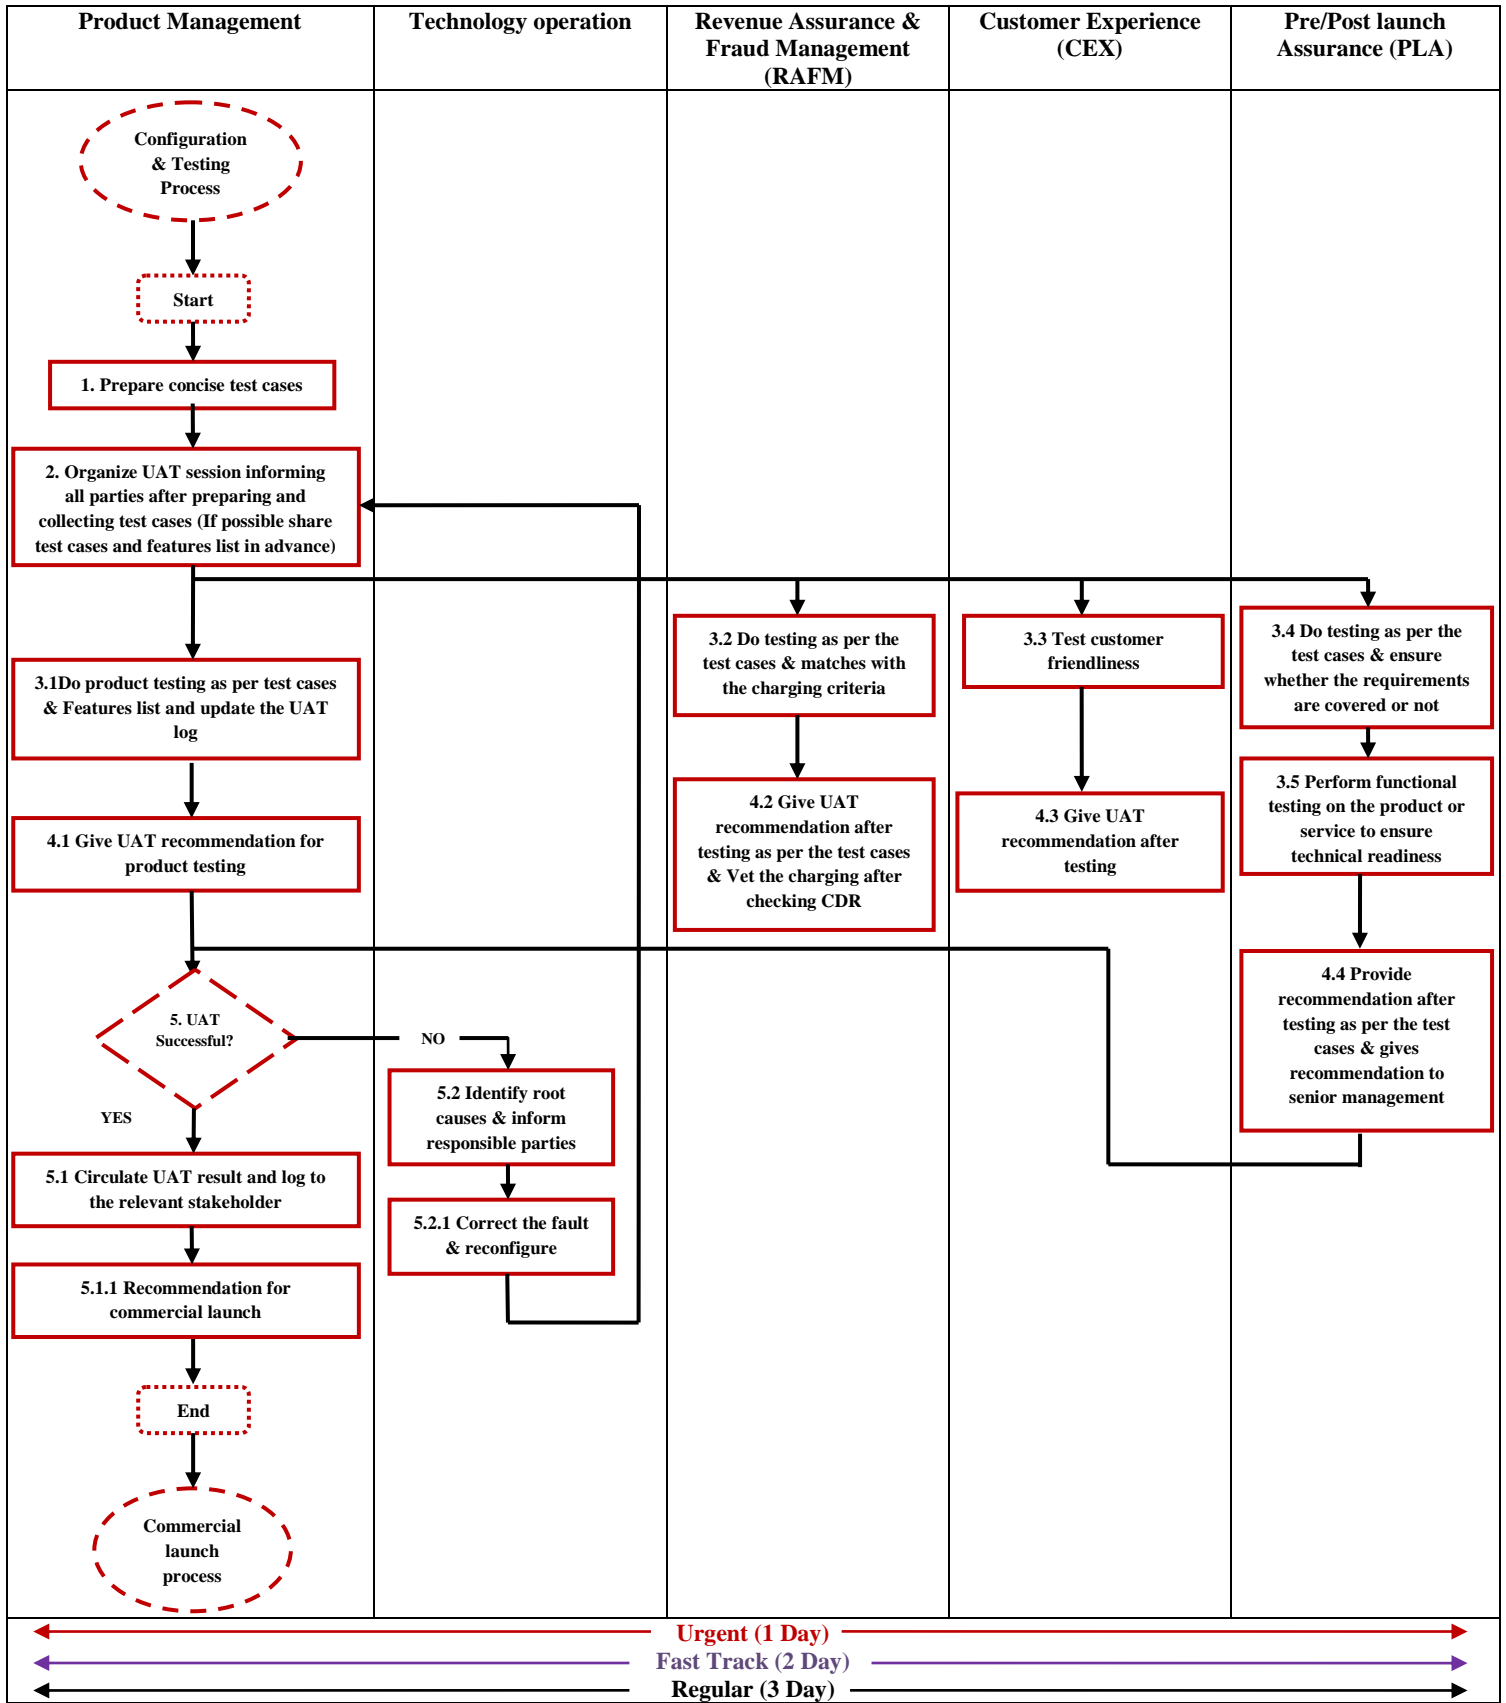 Product Management
Technology operation
Revenue Assurance &
Fraud Management
(RAFM)
Customer Experience
(CEX)
Pre/Post launch
Assurance (PLA)
Configuration
& Testing
Process
Start
1. Prepare concise test cases
2. Organize UAT session informing
all parties after preparing and
collecting test cases (If possible share
test cases and features list in advance)
3.1Do product testing as per test cases
& Features list and update the UAT
log
3.2 Do testing as per the
test cases & matches with
the charging criteria
3.3 Test customer
friendliness
3.4 Do testing as per the
test cases & ensure
whether the requirements
are covered or not
3.5 Perform functional
testing on the product or
service to ensure
technical readiness
4.1 Give UAT recommendation for
product testing
4.2 Give UAT
recommendation after
testing as per the test cases
& Vet the charging after
checking CDR
4.3 Give UAT
recommendation after
testing
4.4 Provide
recommendation after
testing as per the test
cases & gives
recommendation to
senior management
5. UAT
Successful?
NO
YES
5.2 Identify root
causes & inform
responsible parties
5.1 Circulate UAT result and log to
the relevant stakeholder
5.2.1 Correct the fault
& reconfigure
5.1.1 Recommendation for
commercial launch
End
Commercial
launch
process
Urgent (1 Day)
Fast Track (2 Day)
Regular (3 Day)